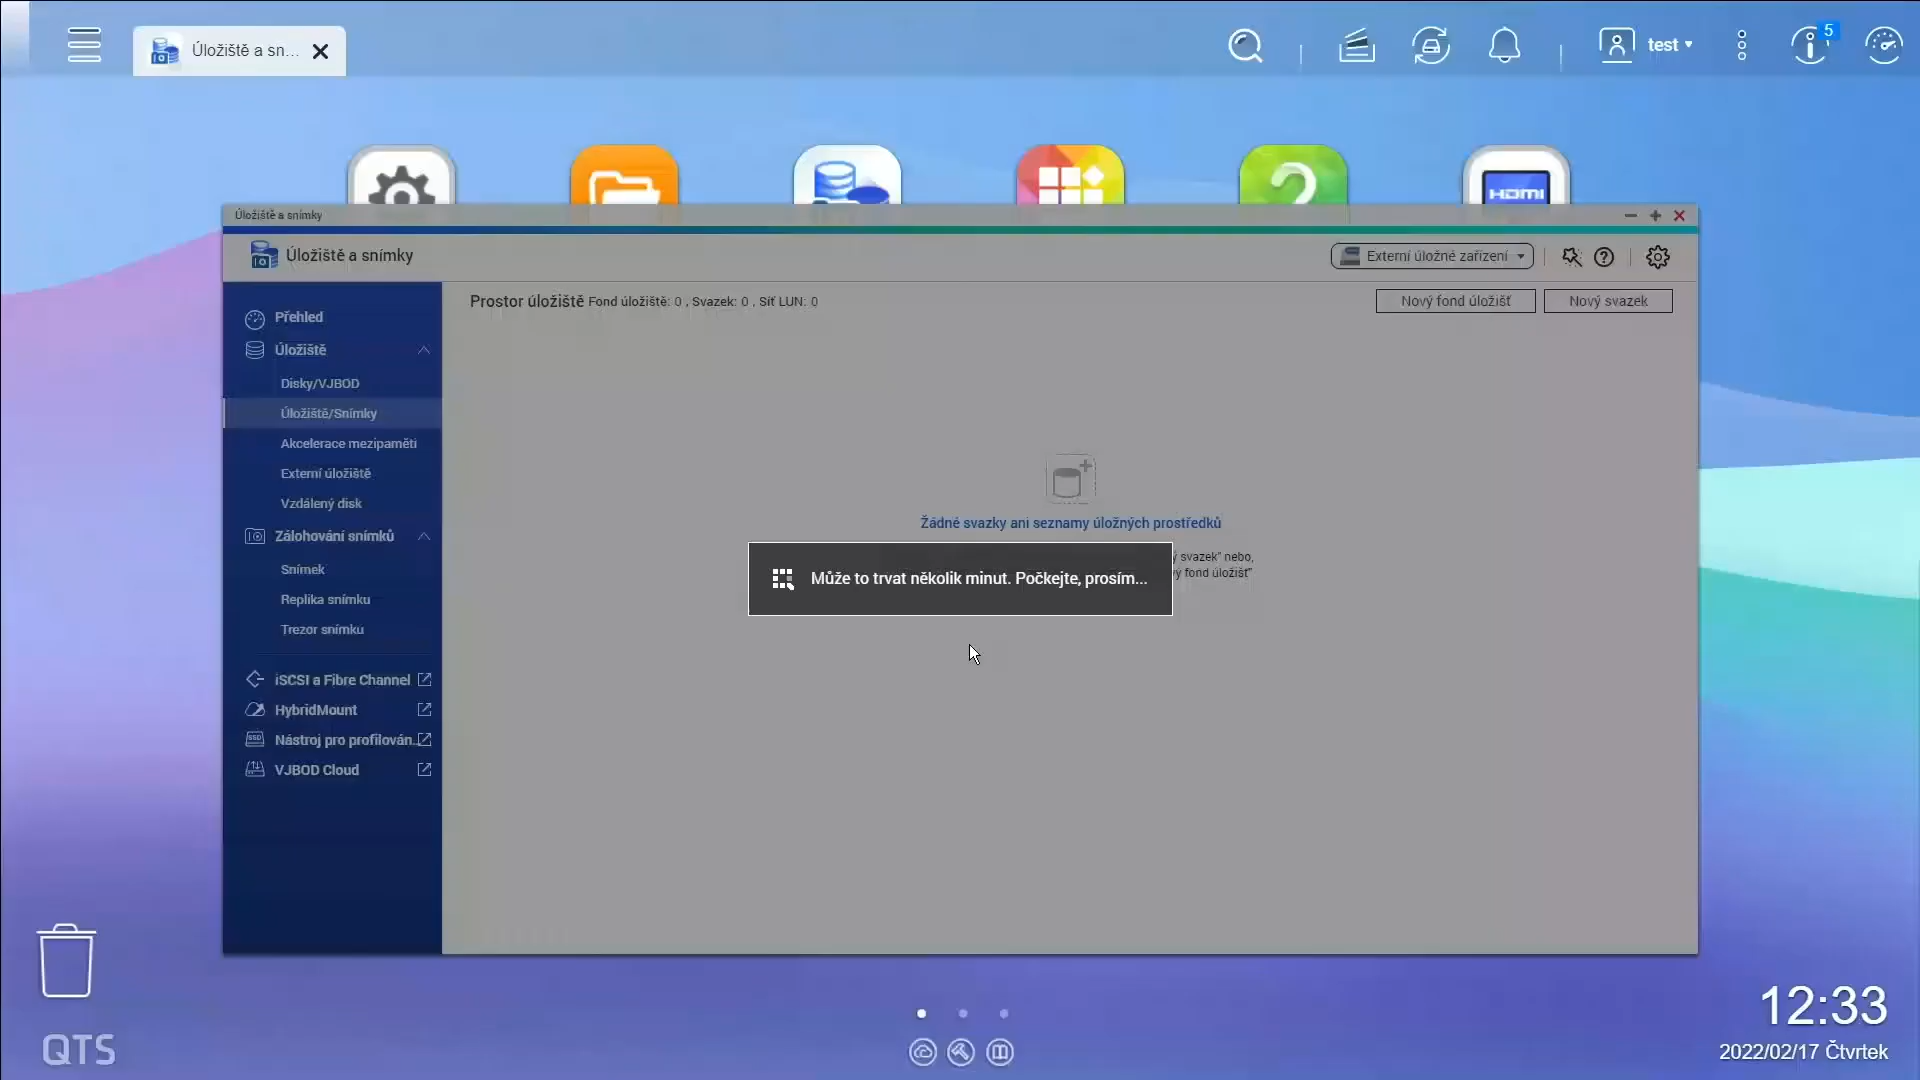 Úložiště a sn...
5
test
HDMI
Úložiště a snímky
Úložiště a snímky
Externí úložné zařízení
Přehled
Úložiště
Disky/VJBOD
Úložiště/Snímky
Akcelerace mezipaměti
Externí úložiště
Vzdálený disk
Zálohování snímků
Snímek
Replika snímku
Trezor snímku
iSCSI a Fibre Channel
HybridMount
Nástroj pro profilován...
VJBOD Cloud
Prostor úložiště Fond úložiště: 0 , Svazek: 0 , Síť LUN: 0
Nový fond úložišť
Nový svazek
Žádné svazky ani seznamy úložných prostředků
svazek" nebo,
fond úložišť"
Může to trvat několik minut. Počkejte, prosím...
QTS
12:33
2022/02/17 Čtvrtek